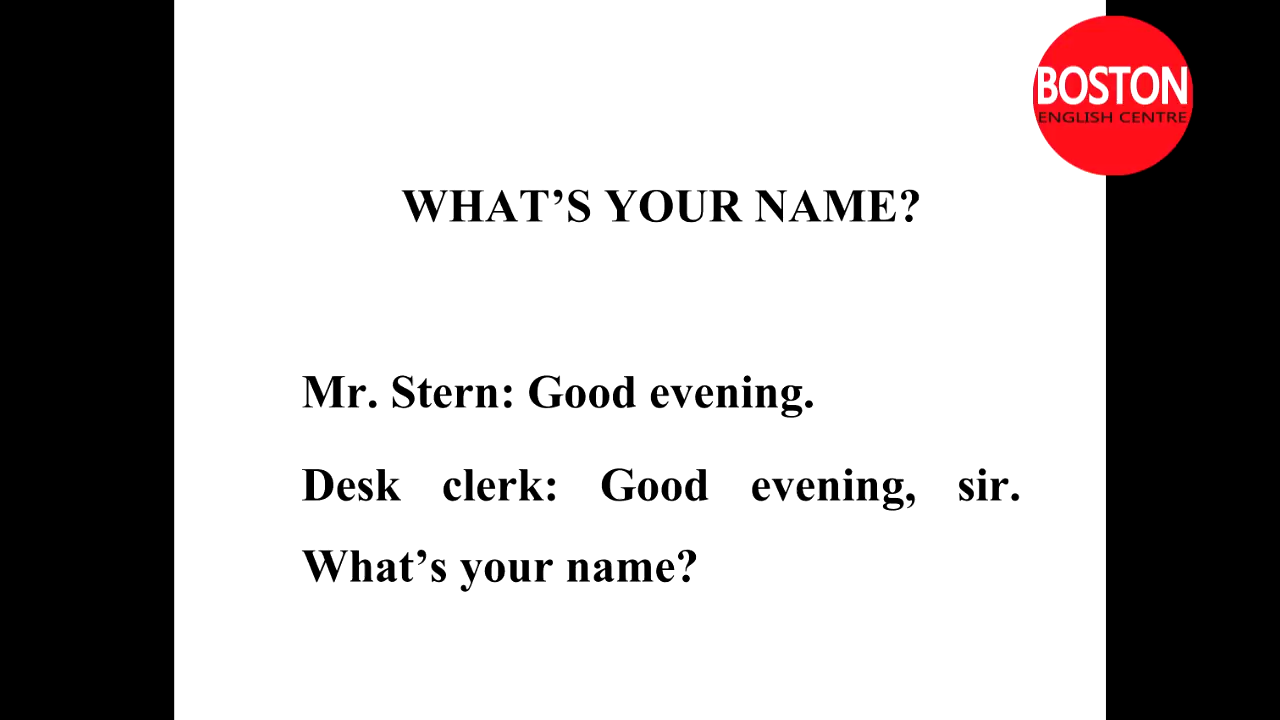 BOSTON
ENGLISH CENTRE
WHAT’S YOUR NAME?
Mr. Stern: Good evening.
Desk clerk: Good evening, sir.
What’s your name?